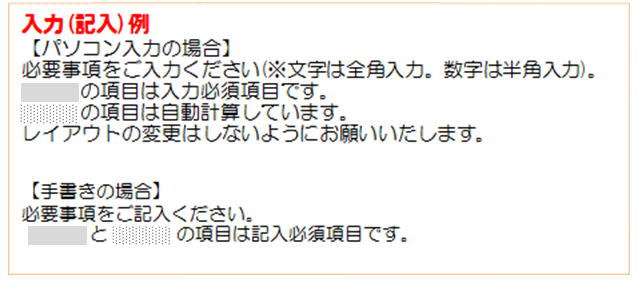 入力(記入)例
【パソコン入力の場合】
必要事項をご入力ください(※文字は全角入力。数字は半角入力)。
の項目は入力必須項目です。
の項目は自動計算しています。
レイアウトの変更はしないようにお願いいたします。
【手書きの場合】
必要事項をご記入ください。
と の項目は記入必須項目です。